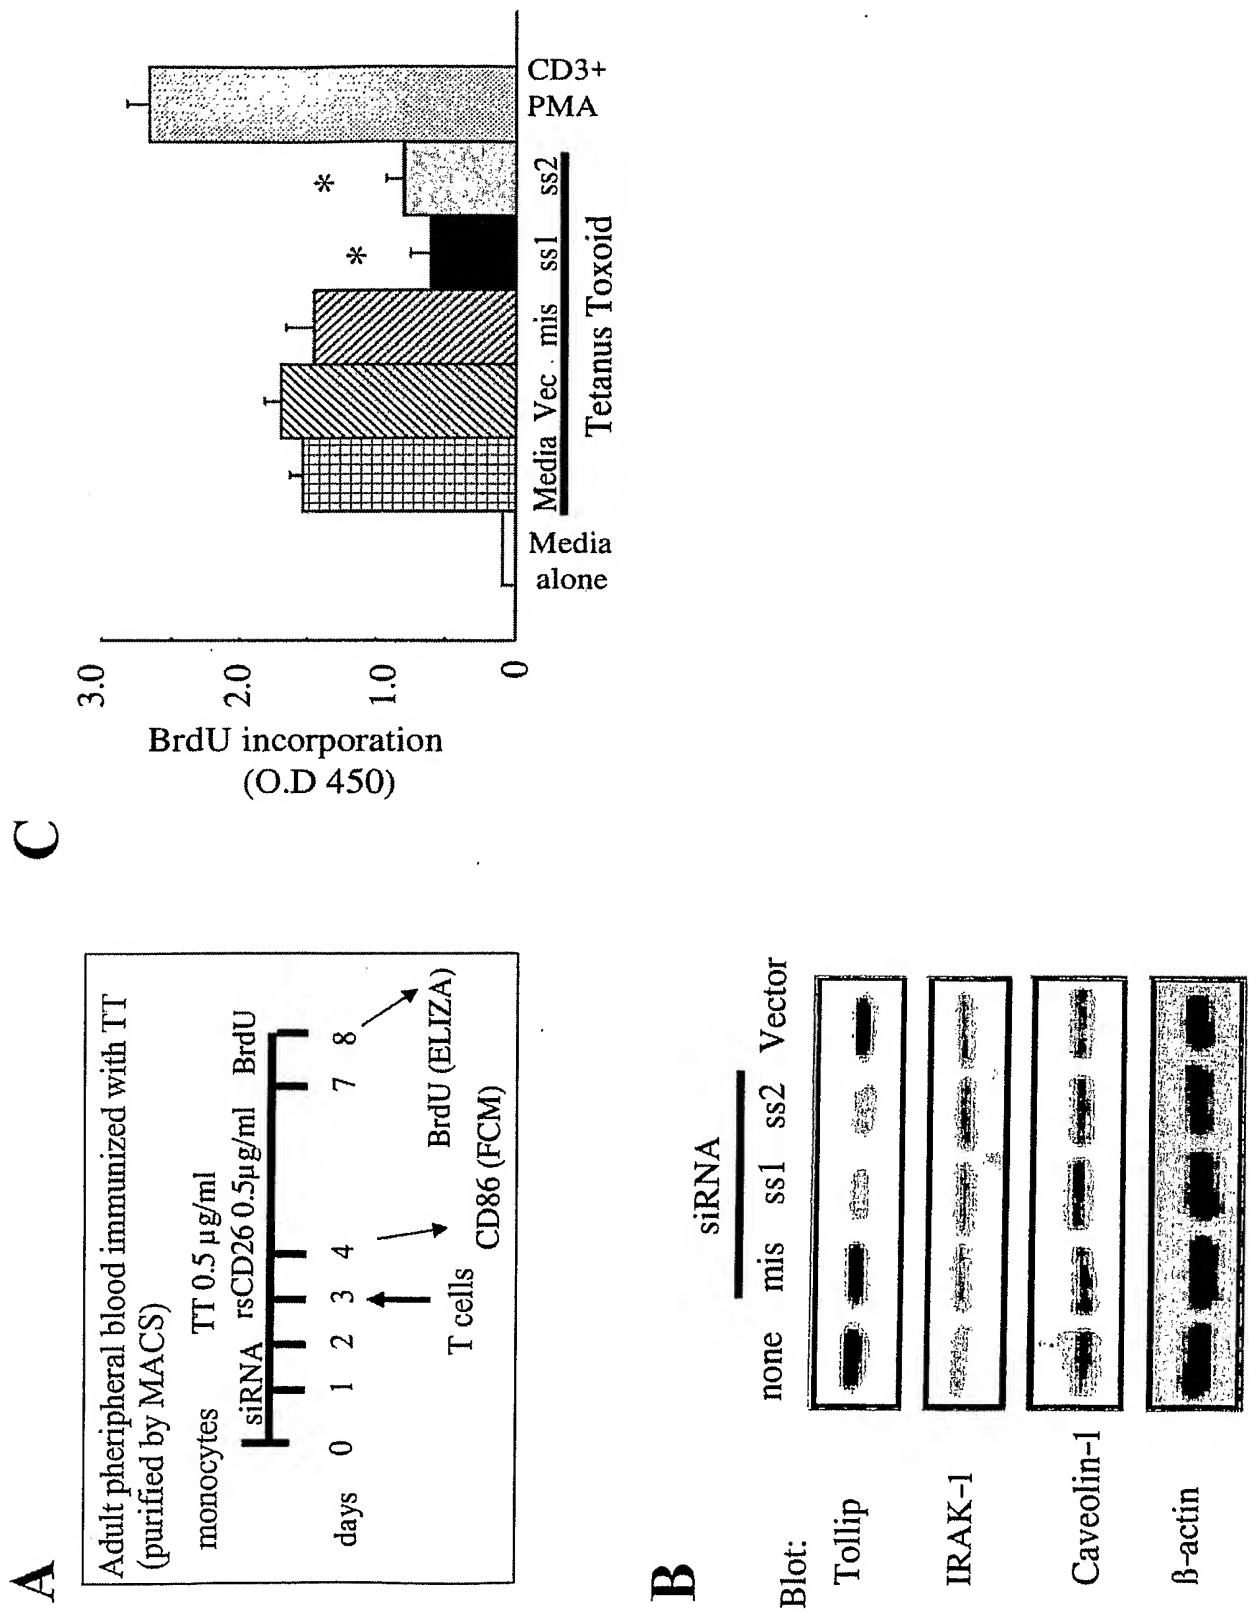 A
Adult pheripheral blood immunized with TT
(purified by MACS)
monocytes
TT 0.5 µg/ml
siRNA rsCD26 0.5µg/ml BrdU
days 0 1 2 3 4 7 8
T cells
BrdU (ELIZA)
CD86 (FCM)
B
siRNA
Blot: none mis ss1 ss2 Vector
Tollip
IRAK-1
Caveolin-1
ß-actin
C
BrdU incorporation
(O.D 450)
3.0
2.0
1.0
0
*
*
Media
alone
Media Vec mis ss1 ss2
Tetanus Toxoid
CD3+
PMA